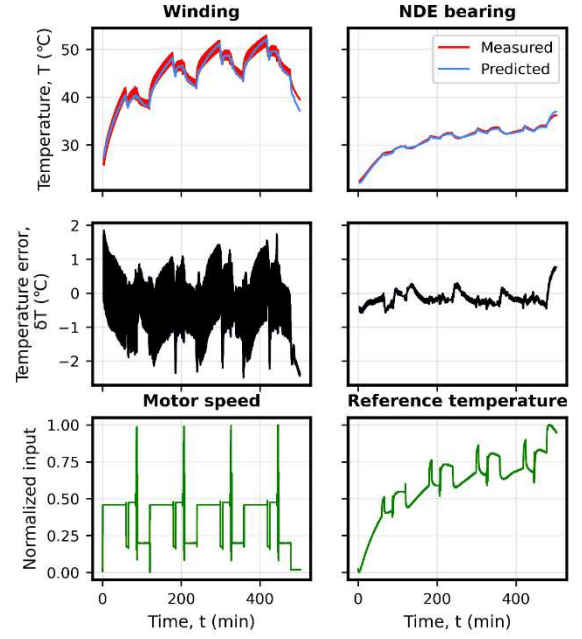 Winding
NDE bearing
Temperature, T (°C)
50
40
30
Measured
Predicted
Temperature error,
δT (°C)
2
1
0
−1
−2
Motor speed
Reference temperature
Normalized input
1.00
0.75
0.50
0.25
0.00
0
200
400
0
200
400
Time, t (min)
Time, t (min)